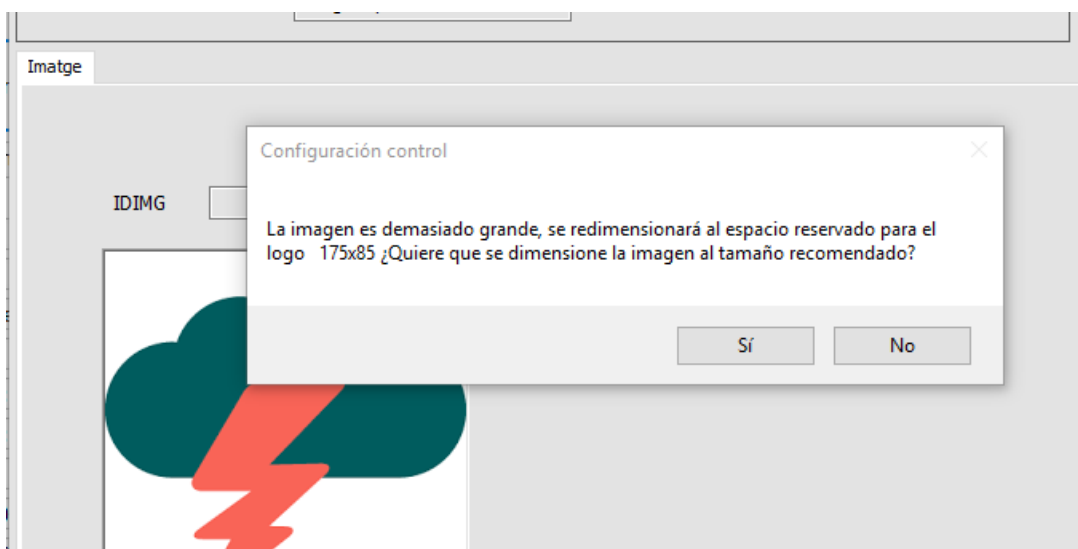 Imatge
Configuración control
IDIMG
La imagen es demasiado grande, se redimensionará al espacio reservado para el
logo   175x85 ¿Quiere que se dimensione la imagen al tamaño recomendado?
Sí
No